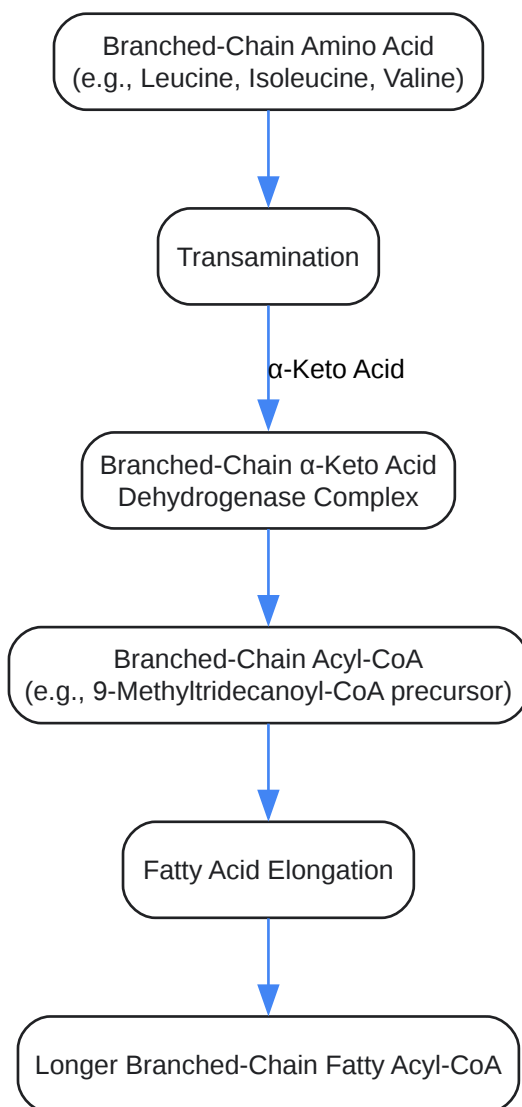 Branched-Chain Amino Acid
(e.g., Leucine, Isoleucine, Valine)
Transamination
α-Keto Acid
Branched-Chain α-Keto Acid
Dehydrogenase Complex
Branched-Chain Acyl-CoA
(e.g., 9-Methyltridecanoyl-CoA precursor)
Fatty Acid Elongation
Longer Branched-Chain Fatty Acyl-CoA